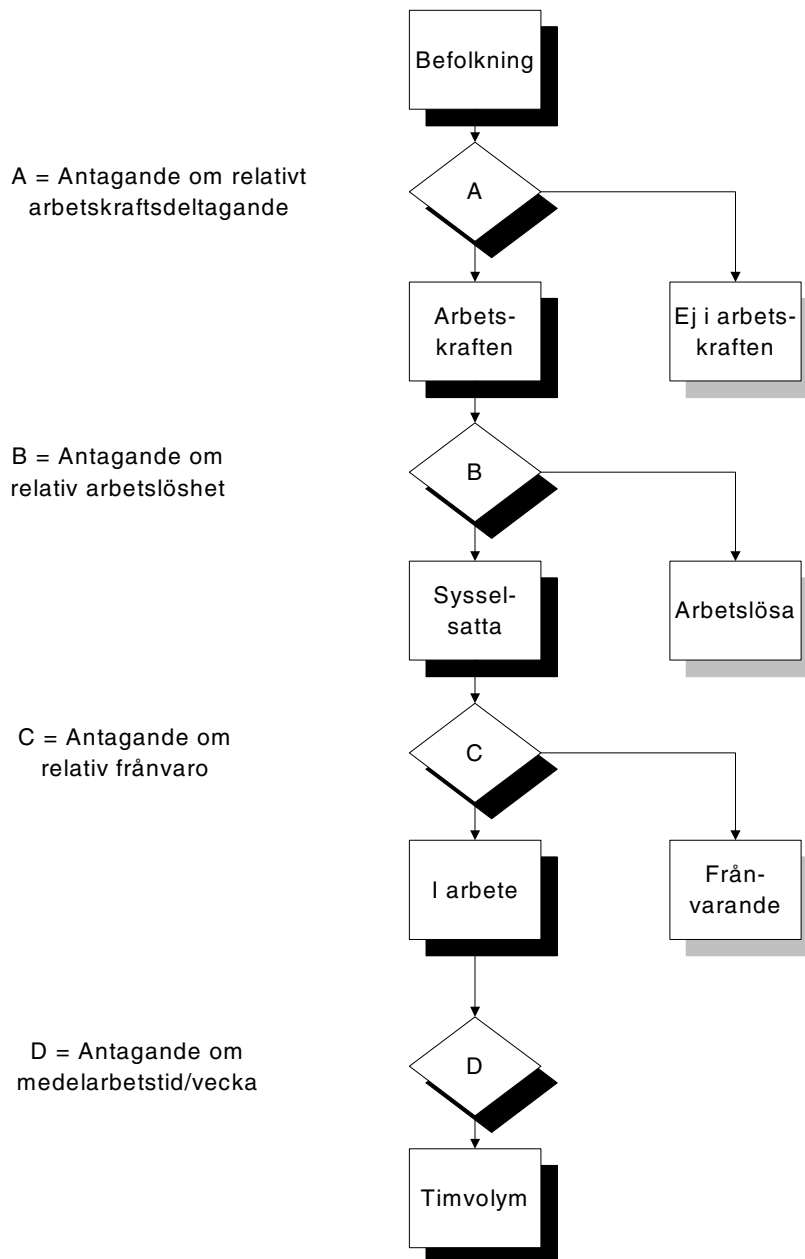 Befolkning
A = Antagande om relativt
arbetskraftsdeltagande
A
Arbets-
kraften
Ej i arbets-
kraften
B = Antagande om
relativ arbetslöshet
B
Syssel-
satta
Arbetslösa
C = Antagande om
relativ frånvaro
C
I arbete
Från-
varande
D = Antagande om
medelarbetstid/vecka
D
Timvolym